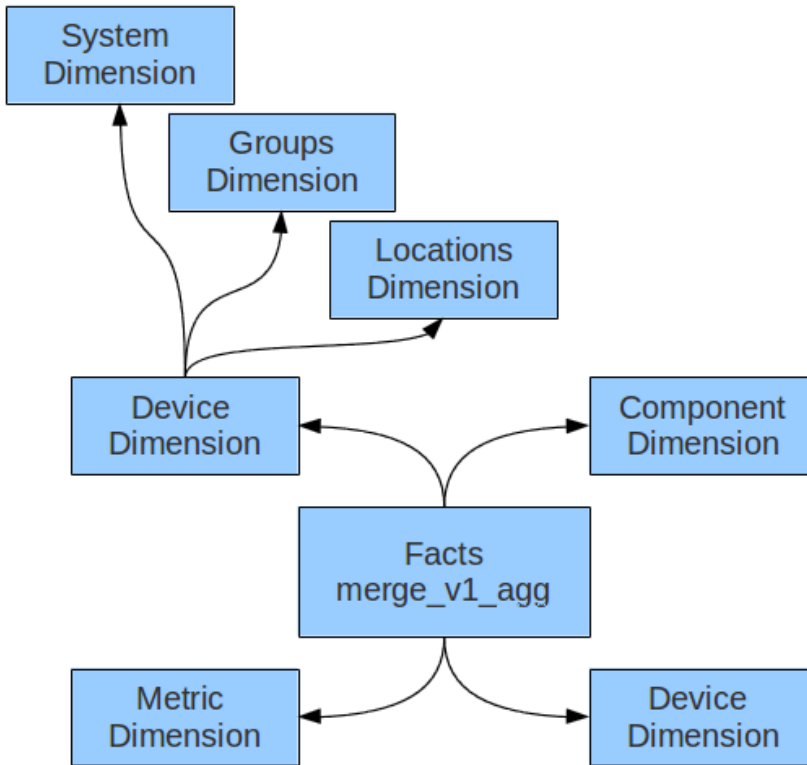 System
Dimension
Groups
Dimension
Locations
Dimension
Device
Dimension
Component
Dimension
Facts
merge_v1_agg
Metric
Dimension
Device
Dimension